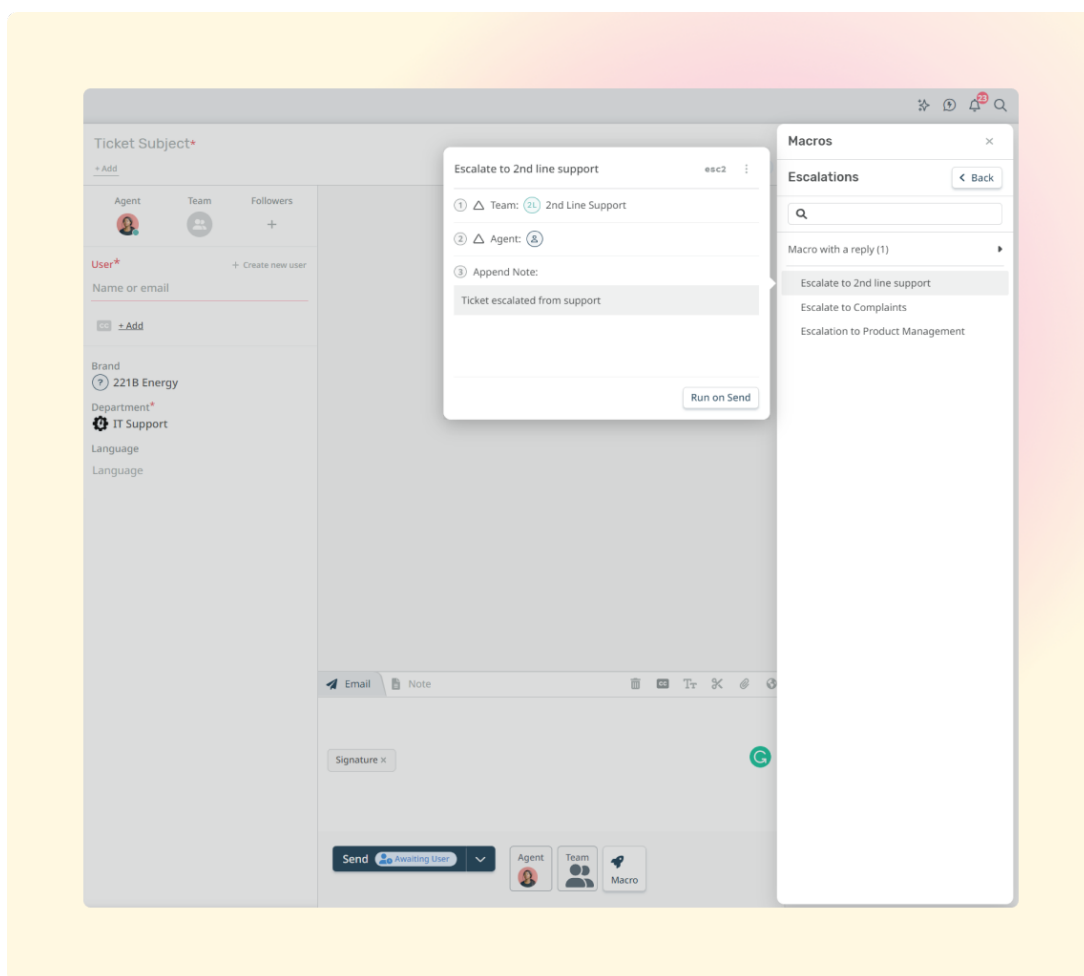 23
Ticket Subject*
+ Add
Agent Team Followers
User* + Create new user
Name or email
CC + Add
Brand
? 221B Energy
Department*
IT Support
Language
Language
Escalate to 2nd line support esc2
1 Team: 2L 2nd Line Support
2 Agent:
3 Append Note:
Ticket escalated from support
Run on Send
Macros ×
Escalations
< Back
Macro with a reply (1)
Escalate to 2nd line support
Escalate to Complaints
Escalation to Product Management
Email Note
Signature ×
Send Awaiting User
Agent
Team
Macro